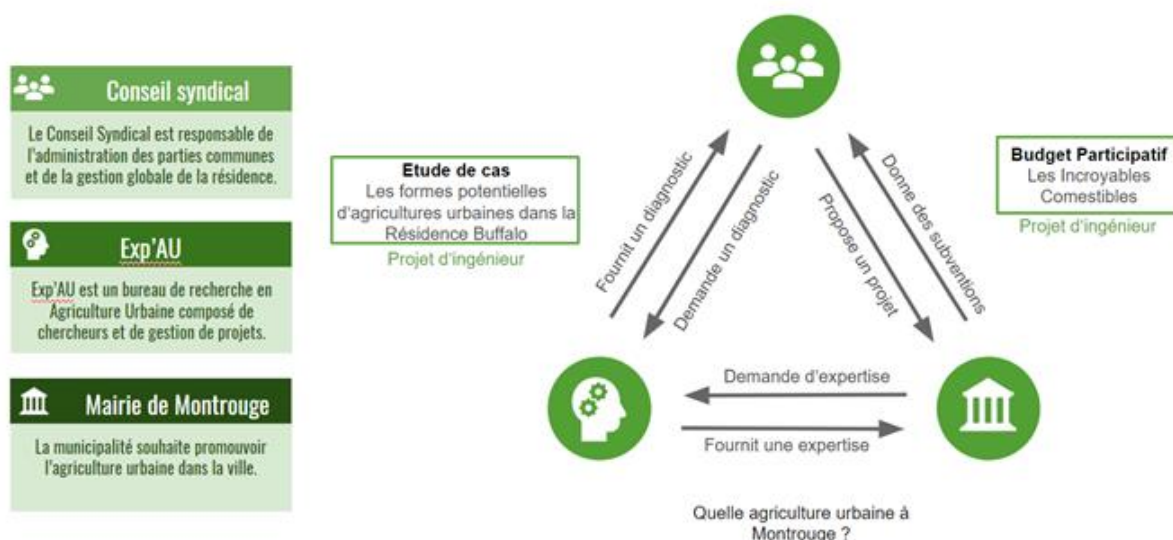 Conseil syndical
Le Conseil Syndical est responsable de
l'administration des parties communes
et de la gestion globale de la résidence.
Exp'AU
Exp'AU est un bureau de recherche en
Agriculture Urbaine composé de
chercheurs et de gestion de projets.
Mairie de Montrouge
La municipalité souhaite promouvoir
l'agriculture urbaine dans la ville.
Etude de cas
Les formes potentielles
d'agricultures urbaines dans la
Résidence Buffalo
Projet d'ingénieur
Fournit un diagnostic
Demande un diagnostic
Propose un projet
Donne des subventions
Budget Participatif
Les Incroyables
Comestibles
Projet d'ingénieur
Demande d'expertise
Fournit une expertise
Quelle agriculture urbaine à
Montrouge ?